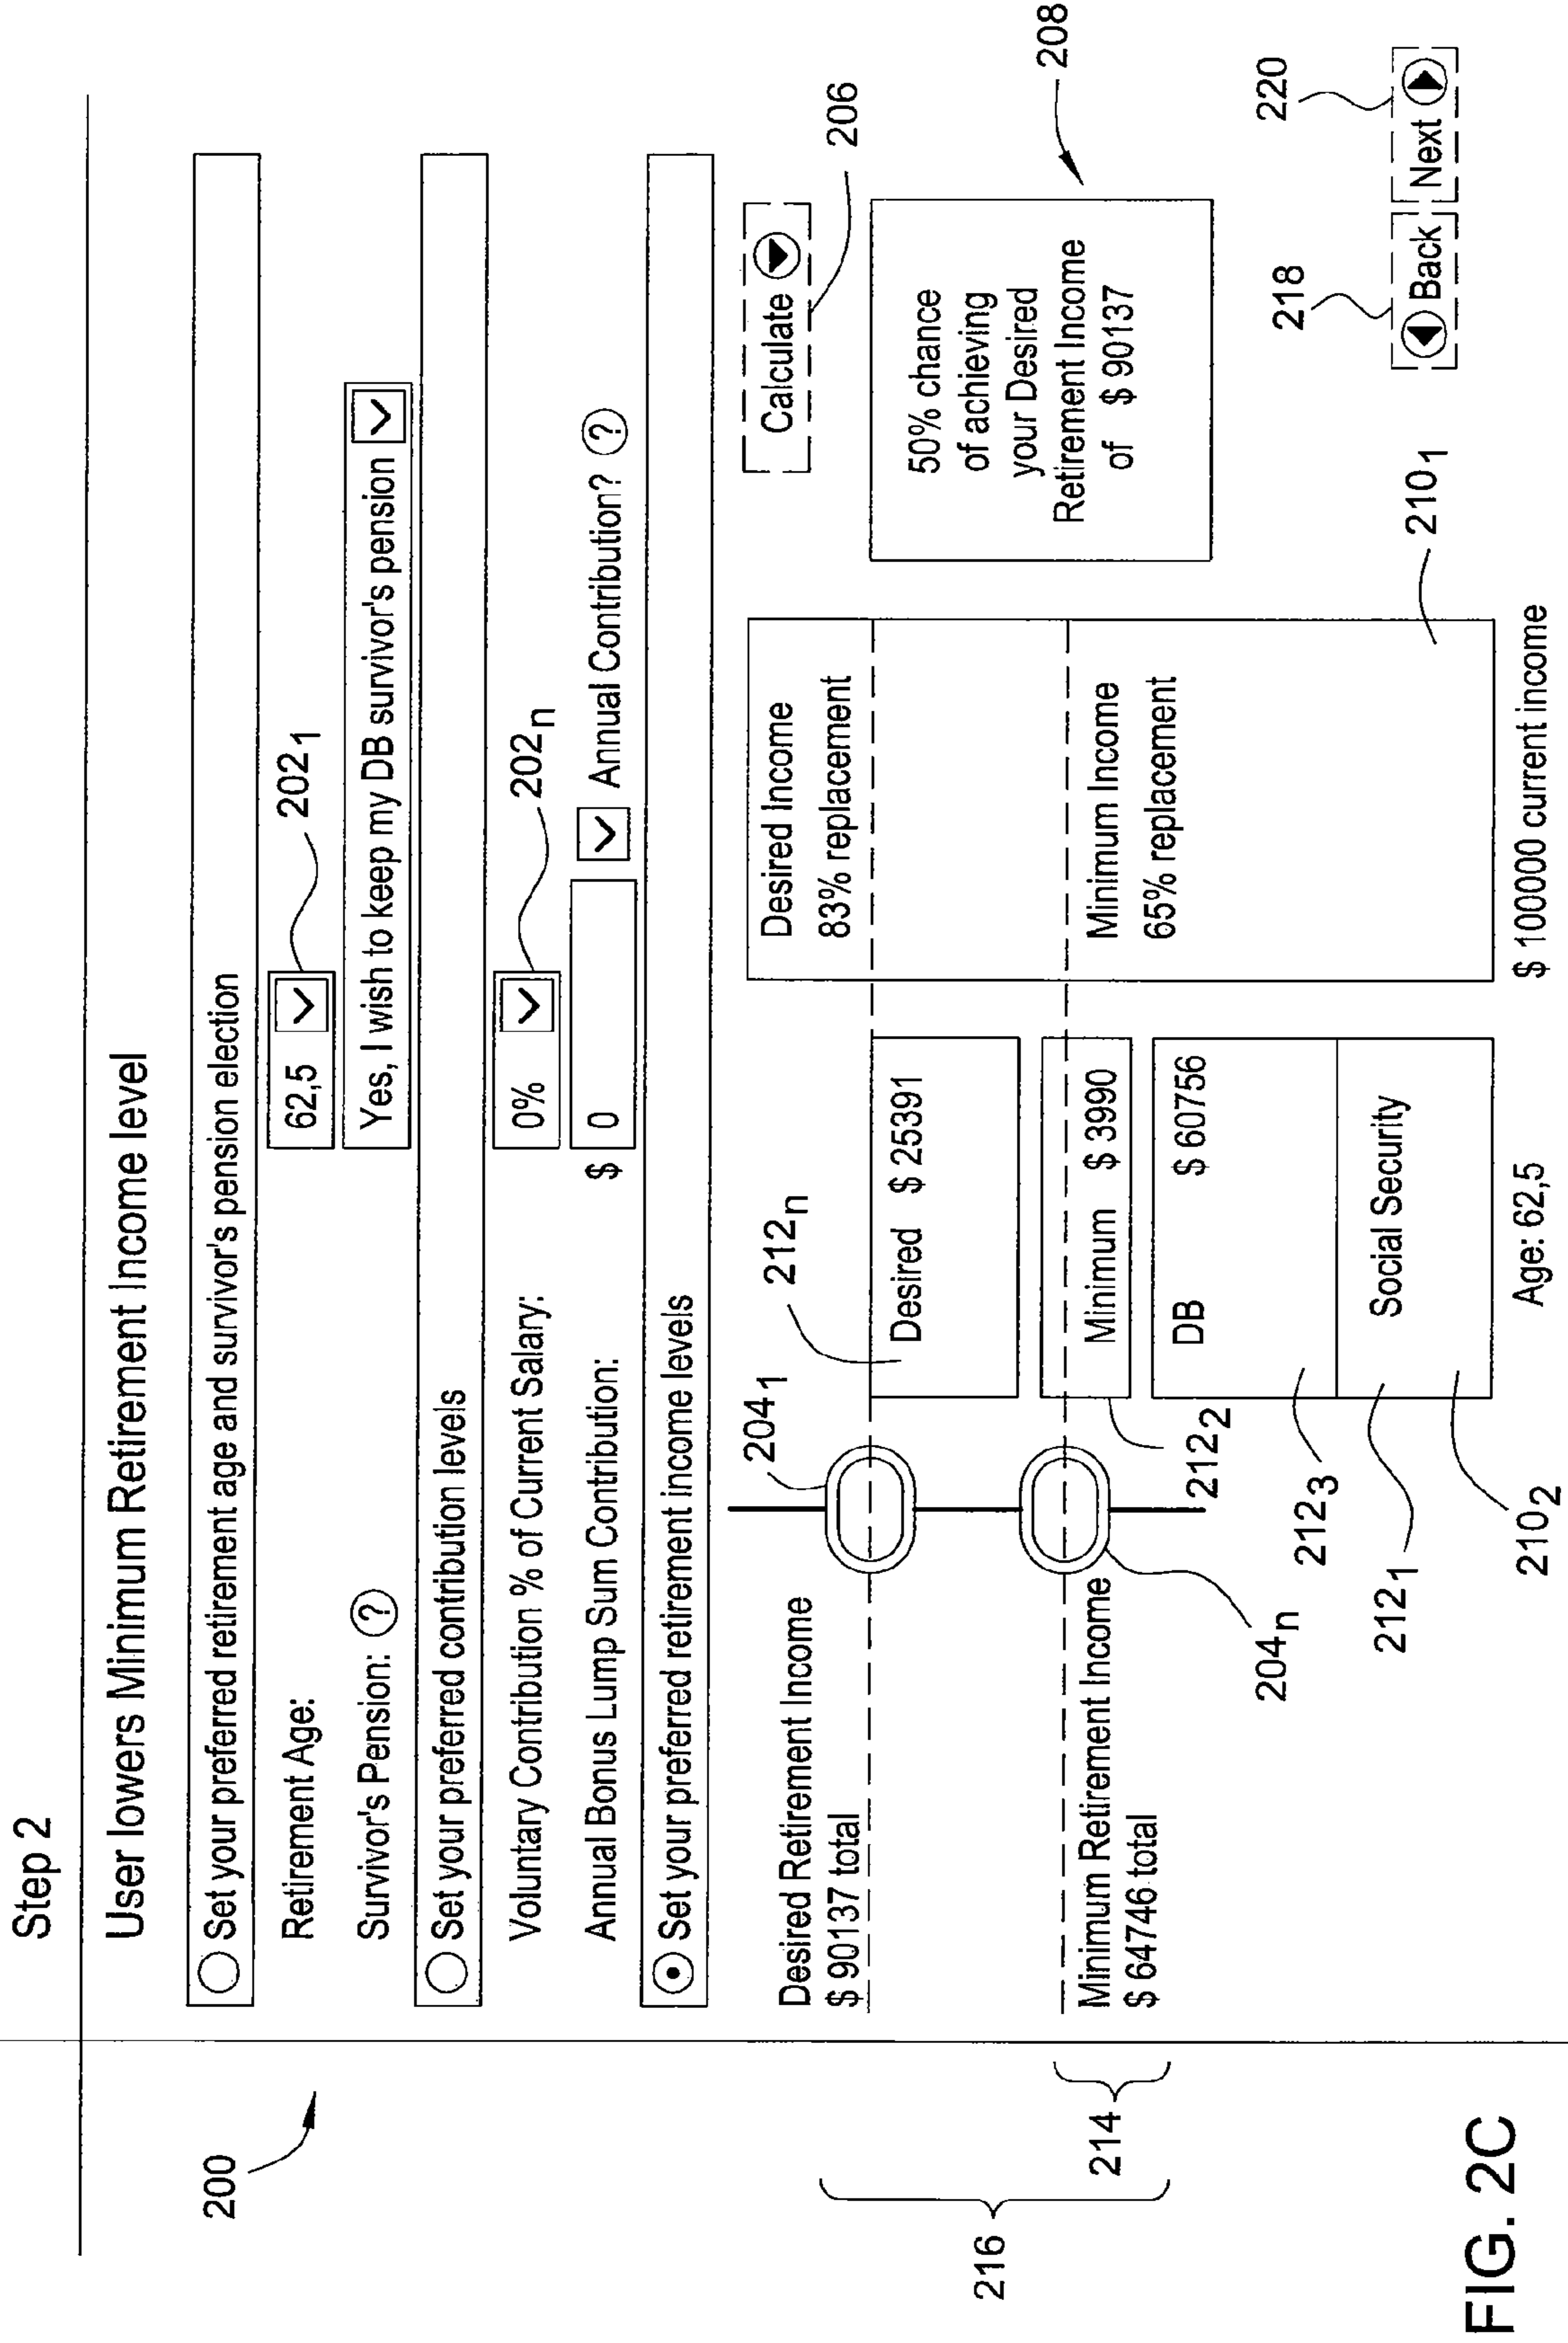 Step 2
User lowers Minimum Retirement Income level
200
Set your preferred retirement age and survivor's pension election
Retirement Age:
62,5
202₁
Survivor's Pension: ?
Yes, I wish to keep my DB survivor's pension
Set your preferred contribution levels
Voluntary Contribution % of Current Salary:
0%
202ₙ
Annual Bonus Lump Sum Contribution:
$ 0
Annual Contribution? ?
Set your preferred retirement income levels
Calculate
206
Desired Retirement Income
$ 90137 total
204₁
212ₙ
Desired $ 25391
Desired Income
83% replacement
50% chance
of achieving
your Desired
Retirement Income
of $ 90137
208
216
214
Minimum Retirement Income
$ 64746 total
204ₙ
Minimum $ 3990
212₂
Minimum Income
65% replacement
DB $ 60756
212₃
Social Security
212₁
210₂
210₁
Age: 62,5
$ 100000 current income
218
220
Back
Next
FIG. 2C